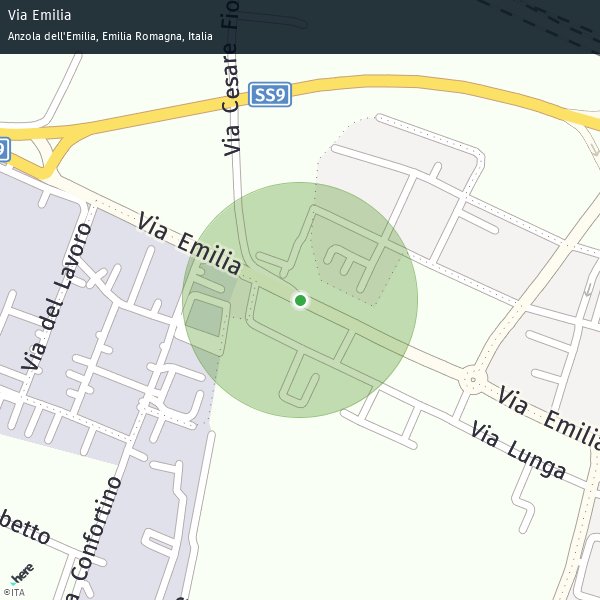 Via Emilia
Anzola dell'Emilia, Emilia Romagna, Italia
Via Cesare Fio
SS9
9
Via Emilia
Via del Lavoro
Via Emilia
Via Lunga
betto
a Confortino
here
©ITA